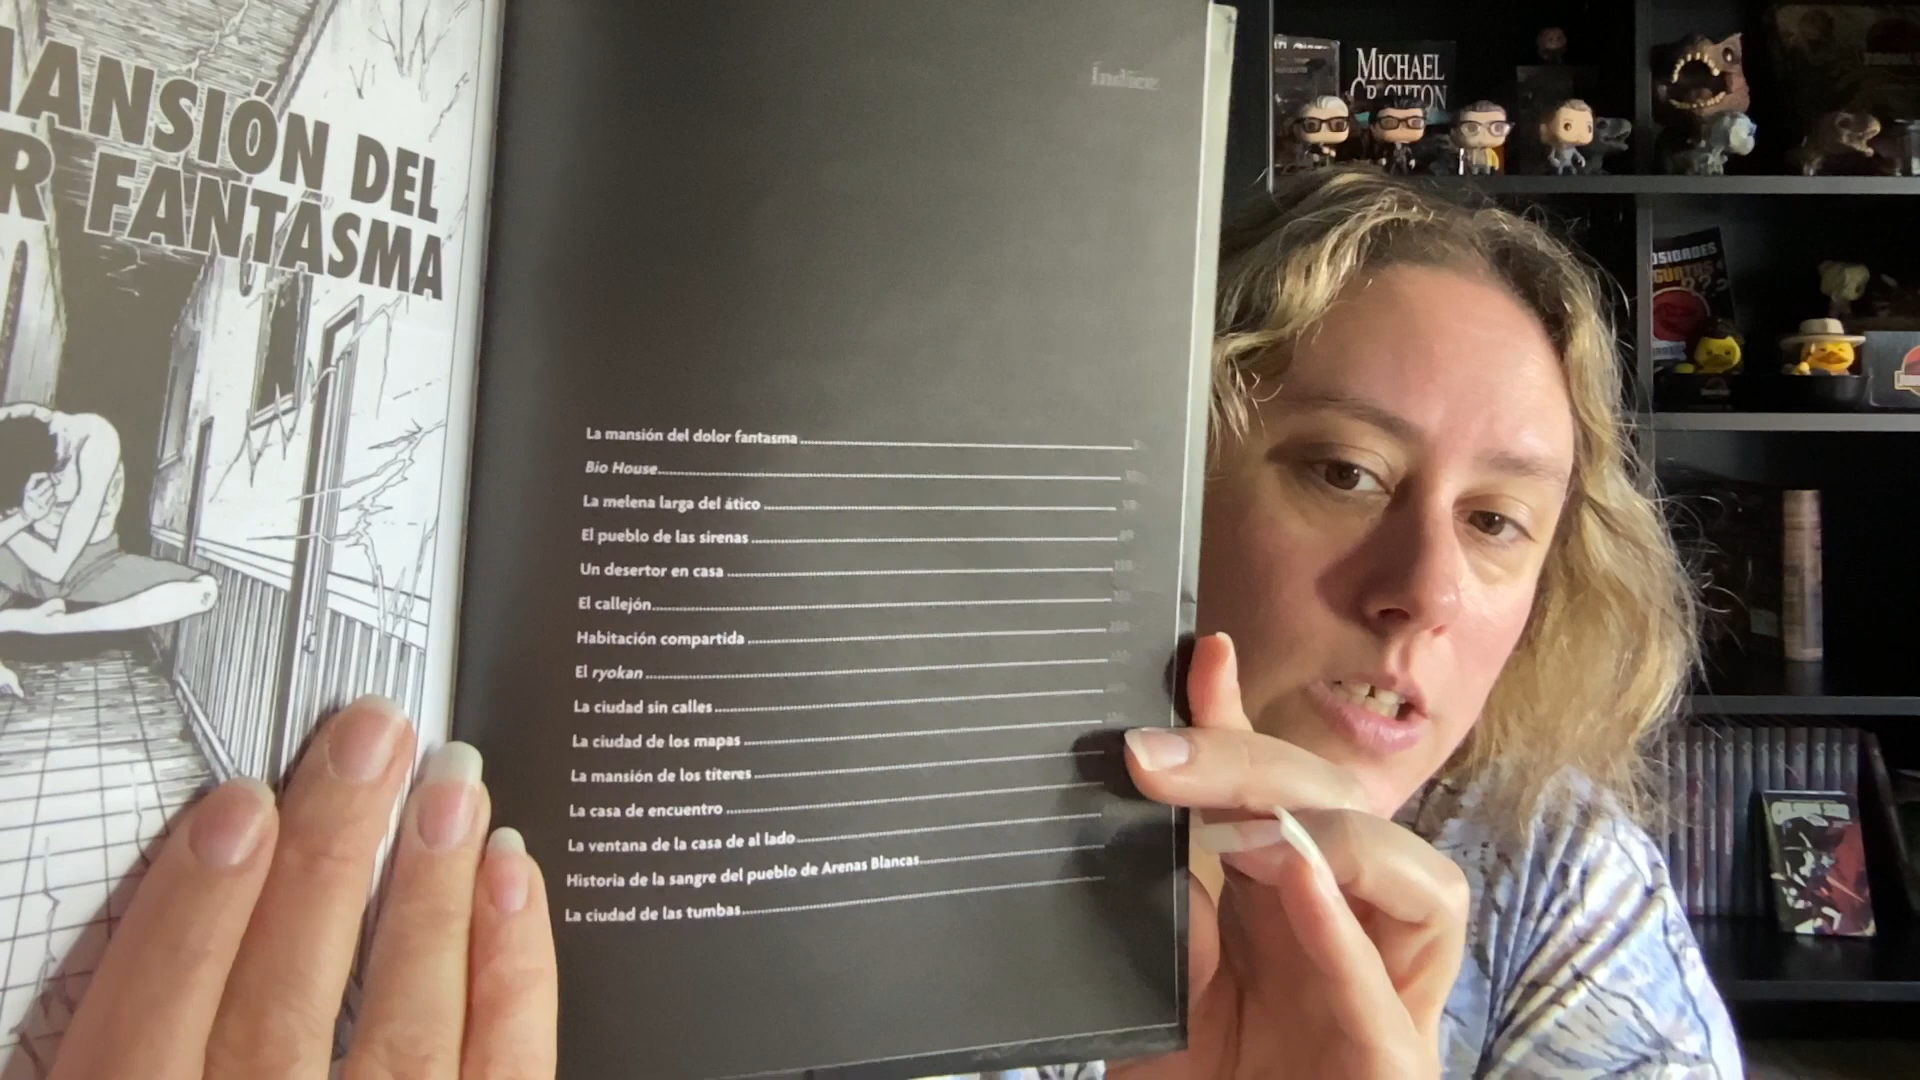 MANSIÓN DEL
R FANTASMA
Índice
La mansión del dolor fantasma
Bio House
La melena larga del ático
El pueblo de las sirenas
Un desertor en casa
El callejón
Habitación compartida
El ryokan
La ciudad sin calles
La ciudad de los mapas
La mansión de los títeres
La casa de encuentro
La ventana de la casa de al lado
Historia de la sangre del pueblo de Arenas Blancas
La ciudad de las tumbas
MICHAEL
CRICHTON